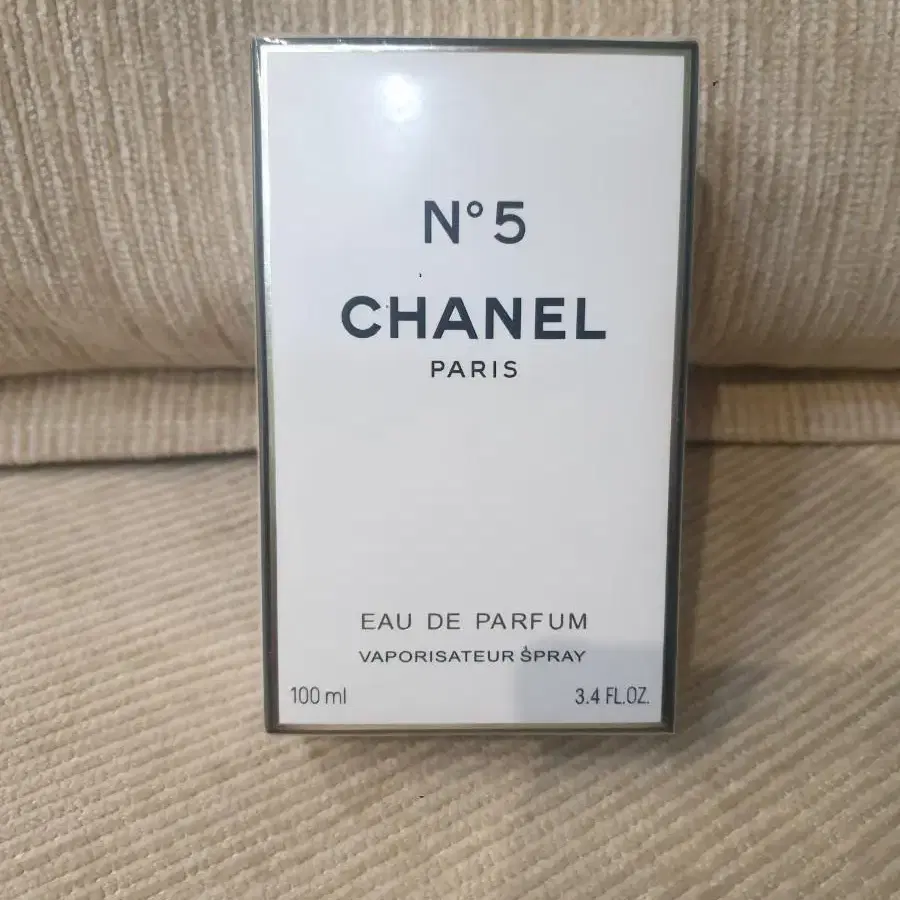 N°5
CHANEL
PARIS
EAU DE PARFUM
VAPORISATEUR SPRAY
100 ml
3.4 FL.OZ.